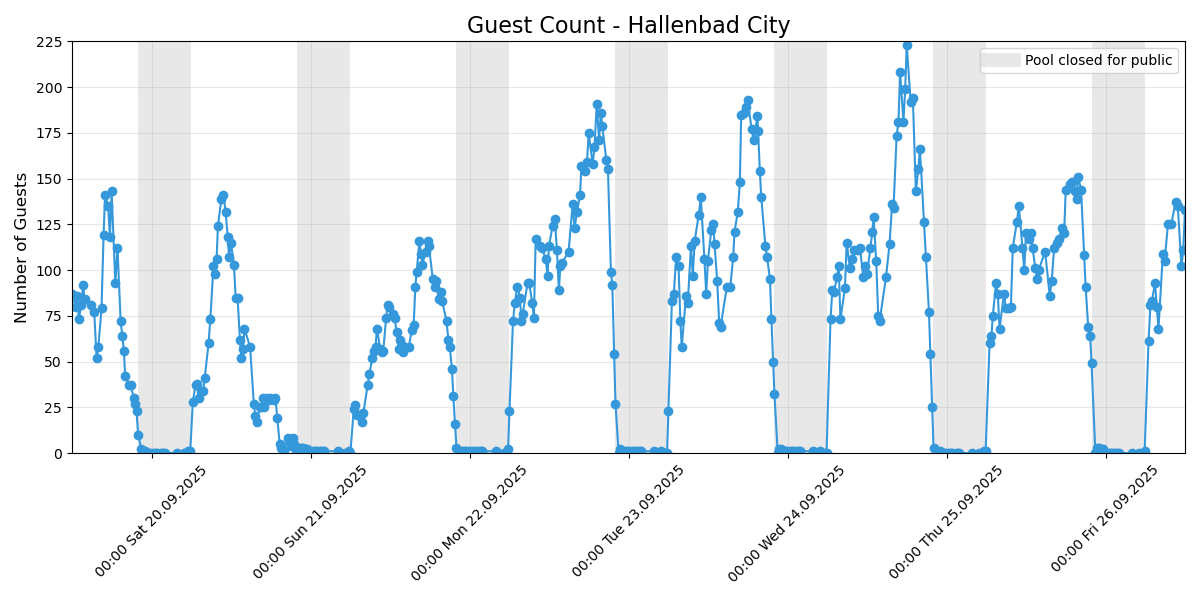 Guest Count - Hallenbad City
Pool closed for public
Number of Guests
225
200
175
150
125
100
75
50
25
0
00:00 Sat 20.09.2025
00:00 Sun 21.09.2025
00:00 Mon 22.09.2025
00:00 Tue 23.09.2025
00:00 Wed 24.09.2025
00:00 Thu 25.09.2025
00:00 Fri 26.09.2025